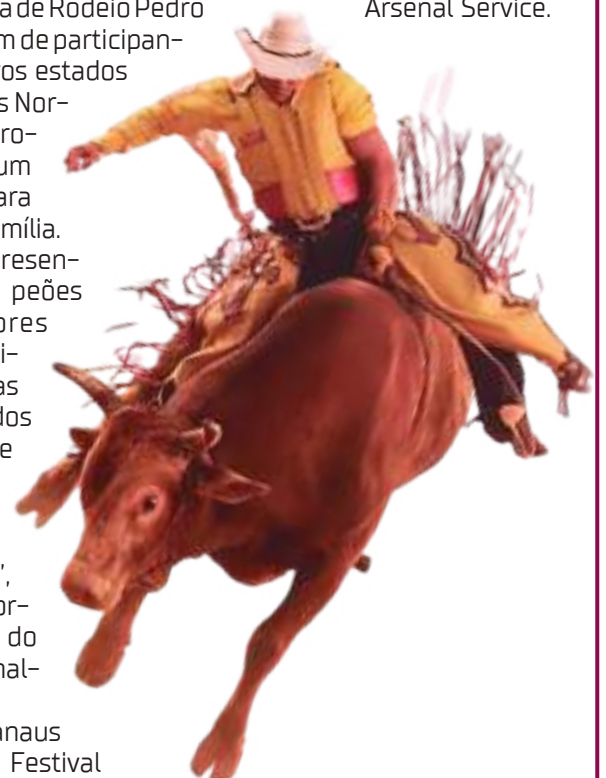 a de Rodeio Pedro
m de participan-
ros estados
s Nor-
ro-
um
ara
mília.
resen-
peões
ores
i-
as
dos
e
",
or-
do
nal-
anaus
Festival
Arsenal Service.